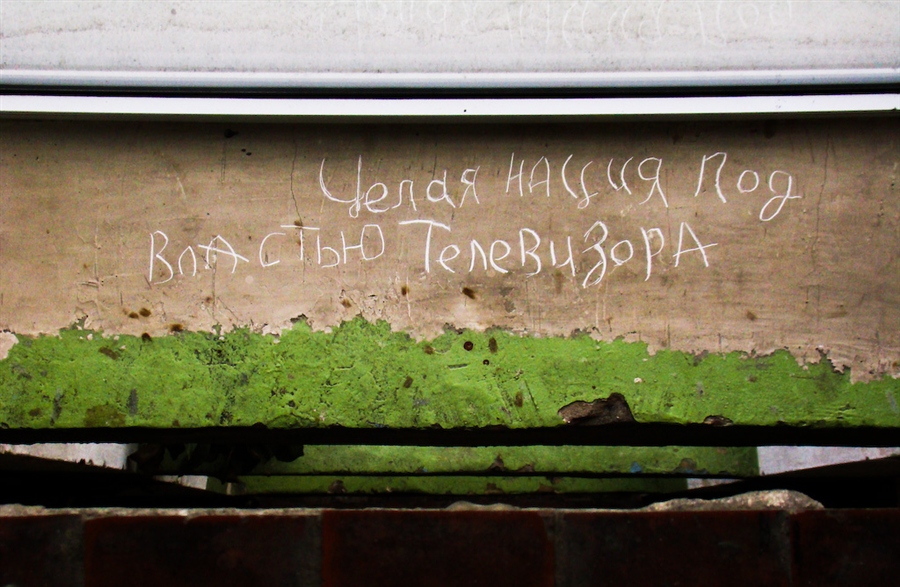 Целая нация под
властью Телевизора